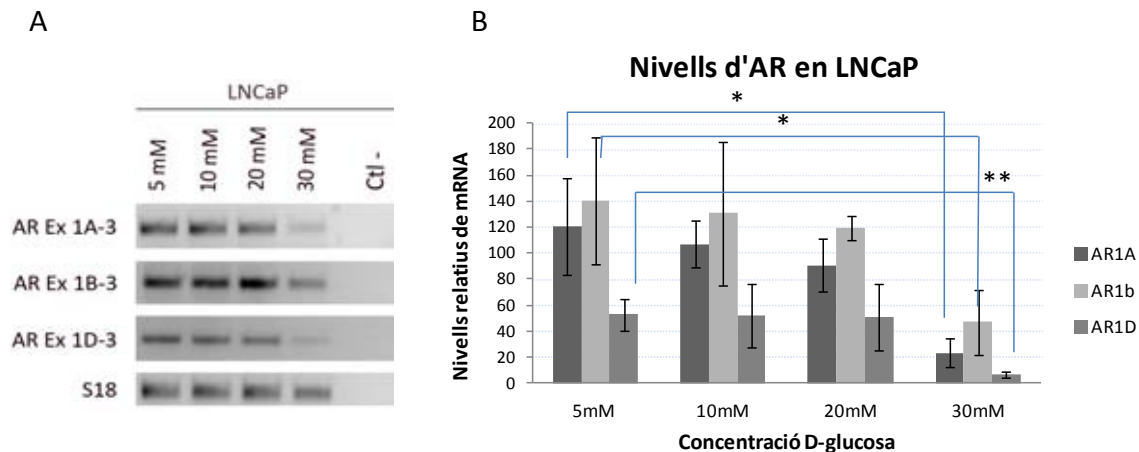 A
LNCaP
5 mM
10 mM
20 mM
30 mM
Ctl -
AR Ex 1A-3
AR Ex 1B-3
AR Ex 1D-3
S18
B
Nivells d'AR en LNCaP
*
*
**
Nivells relatius de mRNA
200
180
160
140
120
100
80
60
40
20
0
5mM
10mM
20mM
30mM
Concentració D-glucosa
AR1A
AR1b
AR1D